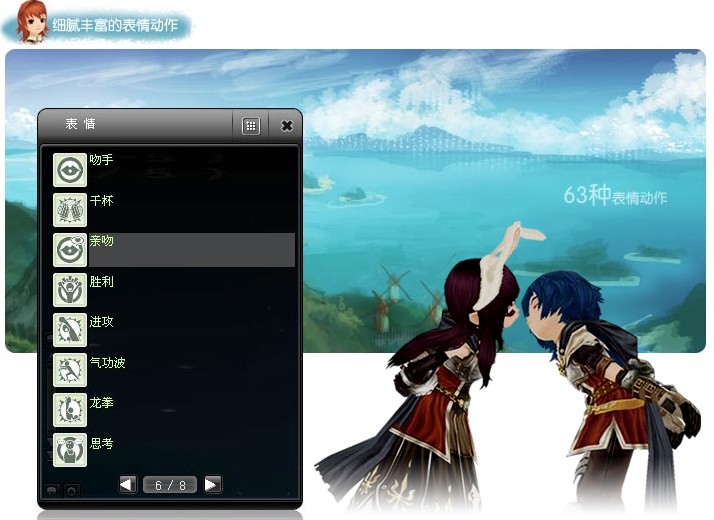 细腻丰富的表情动作
表情
63种表情动作
吻手
干杯
亲吻
胜利
进攻
气功波
龙拳
思考
6 / 8